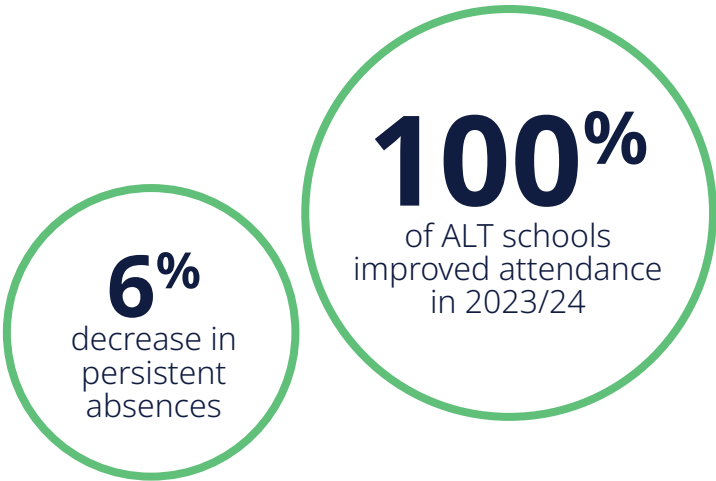 100%
of ALT schools
improved attendance
in 2023/24
6%
decrease in
persistent
absences